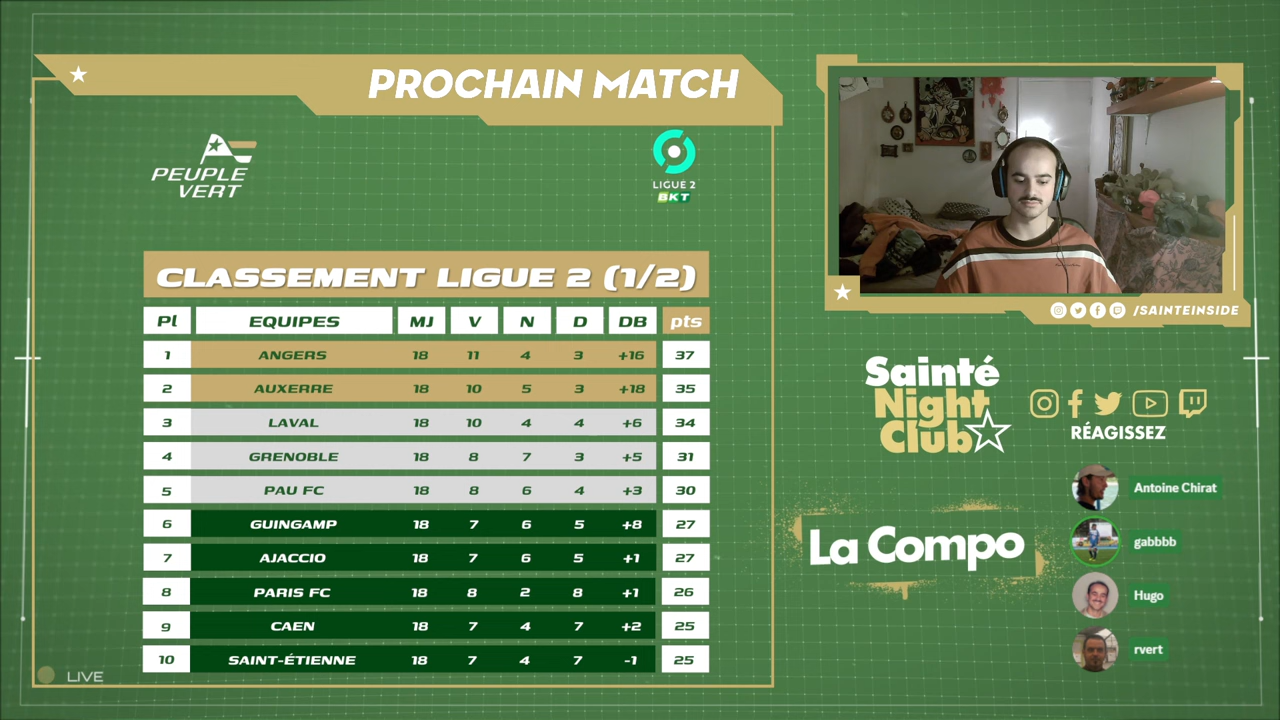 PROCHAIN MATCH
PEUPLE
VERT
LIGUE 2
BKT
CLASSEMENT LIGUE 2 (1/2)
Pl EQUIPES MJ V N D DB pts
1 ANGERS 18 11 4 3 +16 37
2 AUXERRE 18 10 5 3 +18 35
3 LAVAL 18 10 4 4 +6 34
4 GRENOBLE 18 8 7 3 +5 31
5 PAU FC 18 8 6 4 +3 30
6 GUINGAMP 18 7 6 5 +8 27
7 AJACCIO 18 7 6 5 +1 27
8 PARIS FC 18 8 2 8 +1 26
9 CAEN 18 7 4 7 +2 25
10 SAINT-ÉTIENNE 18 7 4 7 -1 25
LIVE
/SAINTEINSIDE
Sainté
Night
Club
RÉAGISSEZ
La Compo
Antoine Chirat
gabbbb
Hugo
rvert